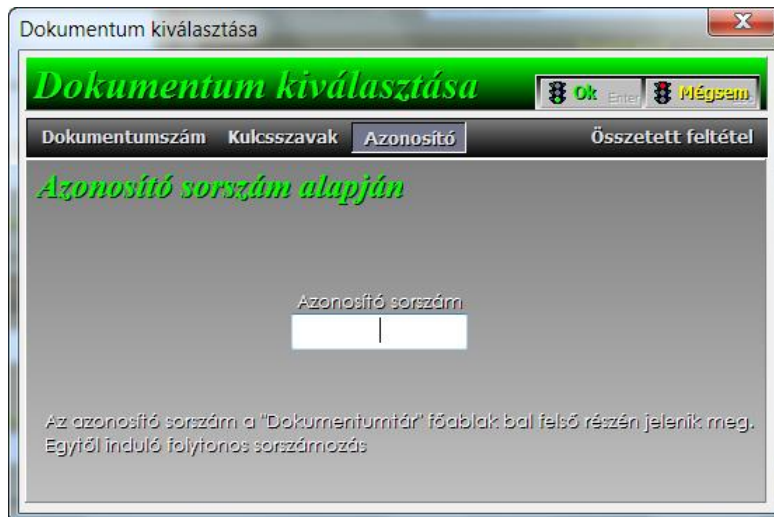 Dokumentum kiválasztása
Dokumentum kiválasztása
Ok Enter Mégsem
Dokumentumszám Kulcsszavak Azonosító Összetett feltétel
Azonosító sorszám alapján
Azonosító sorszám
Az azonosító sorszám a "Dokumentumtár" főablak bal felső részén jelenik meg.
Egytől induló folytonos sorszámozás